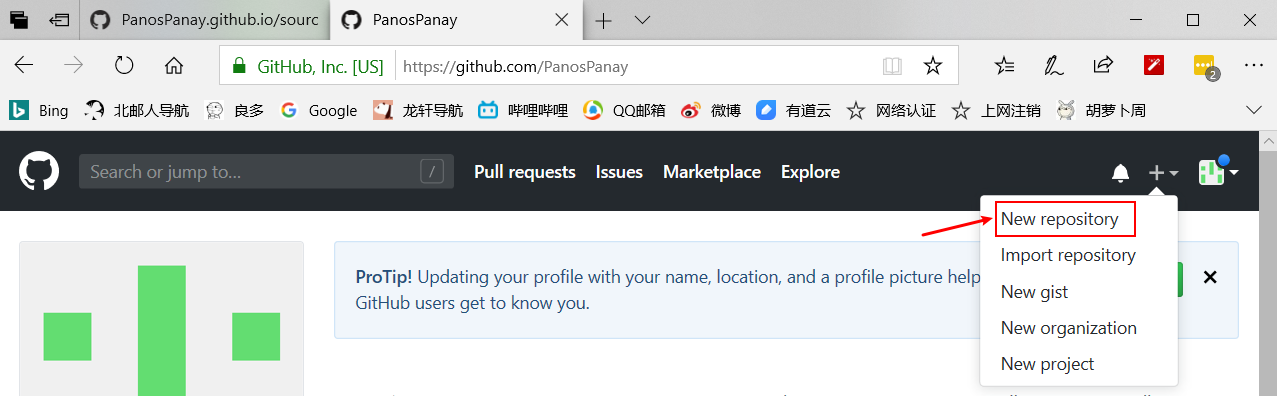 PanosPanay.github.io/sourc
PanosPanay
GitHub, Inc. [US]
https://github.com/PanosPanay
2
Bing
北邮人导航
良多
Google
龙轩导航
哔哩哔哩
QQ邮箱
微博
有道云
网络认证
上网注销
胡萝卜周
Search or jump to...
/
Pull requests
Issues
Marketplace
Explore
New repository
Import repository
New gist
New organization
New project
ProTip! Updating your profile with your name, location, and a profile picture help
GitHub users get to know you.